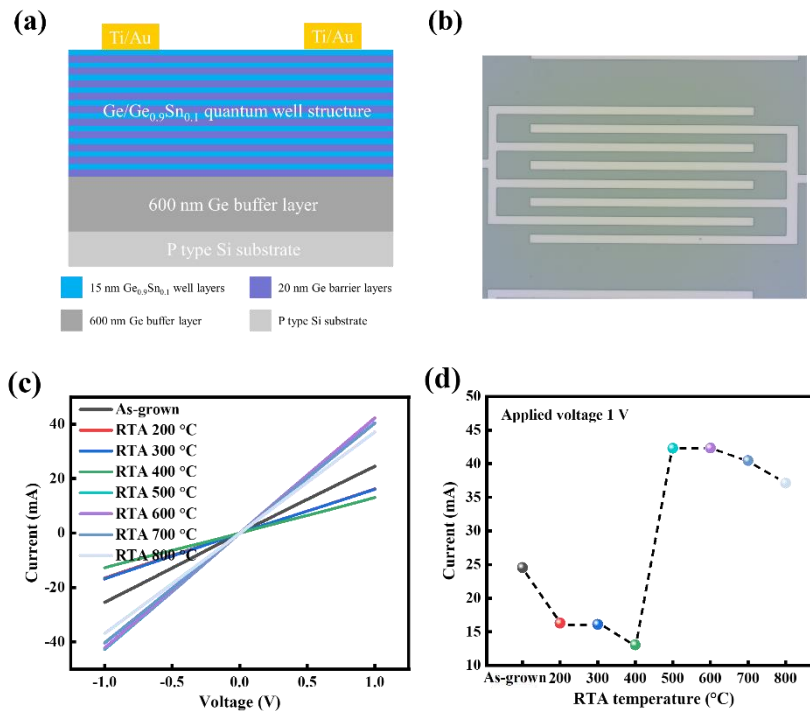 (a)
Ti/Au Ti/Au
Ge/Ge0.9Sn0.1 quantum well structure
600 nm Ge buffer layer
P type Si substrate
15 nm Ge0.9Sn0.1 well layers
20 nm Ge barrier layers
600 nm Ge buffer layer
P type Si substrate
(b)
(c)
As-grown
RTA 200 °C
RTA 300 °C
RTA 400 °C
RTA 500 °C
RTA 600 °C
RTA 700 °C
RTA 800 °C
Current (mA)
40
20
0
-20
-40
-1.0 -0.5 0.0 0.5 1.0
Voltage (V)
(d)
Applied voltage 1 V
Current (mA)
50
45
40
35
30
25
20
15
10
As-grown 200 300 400 500 600 700 800
RTA temperature (°C)